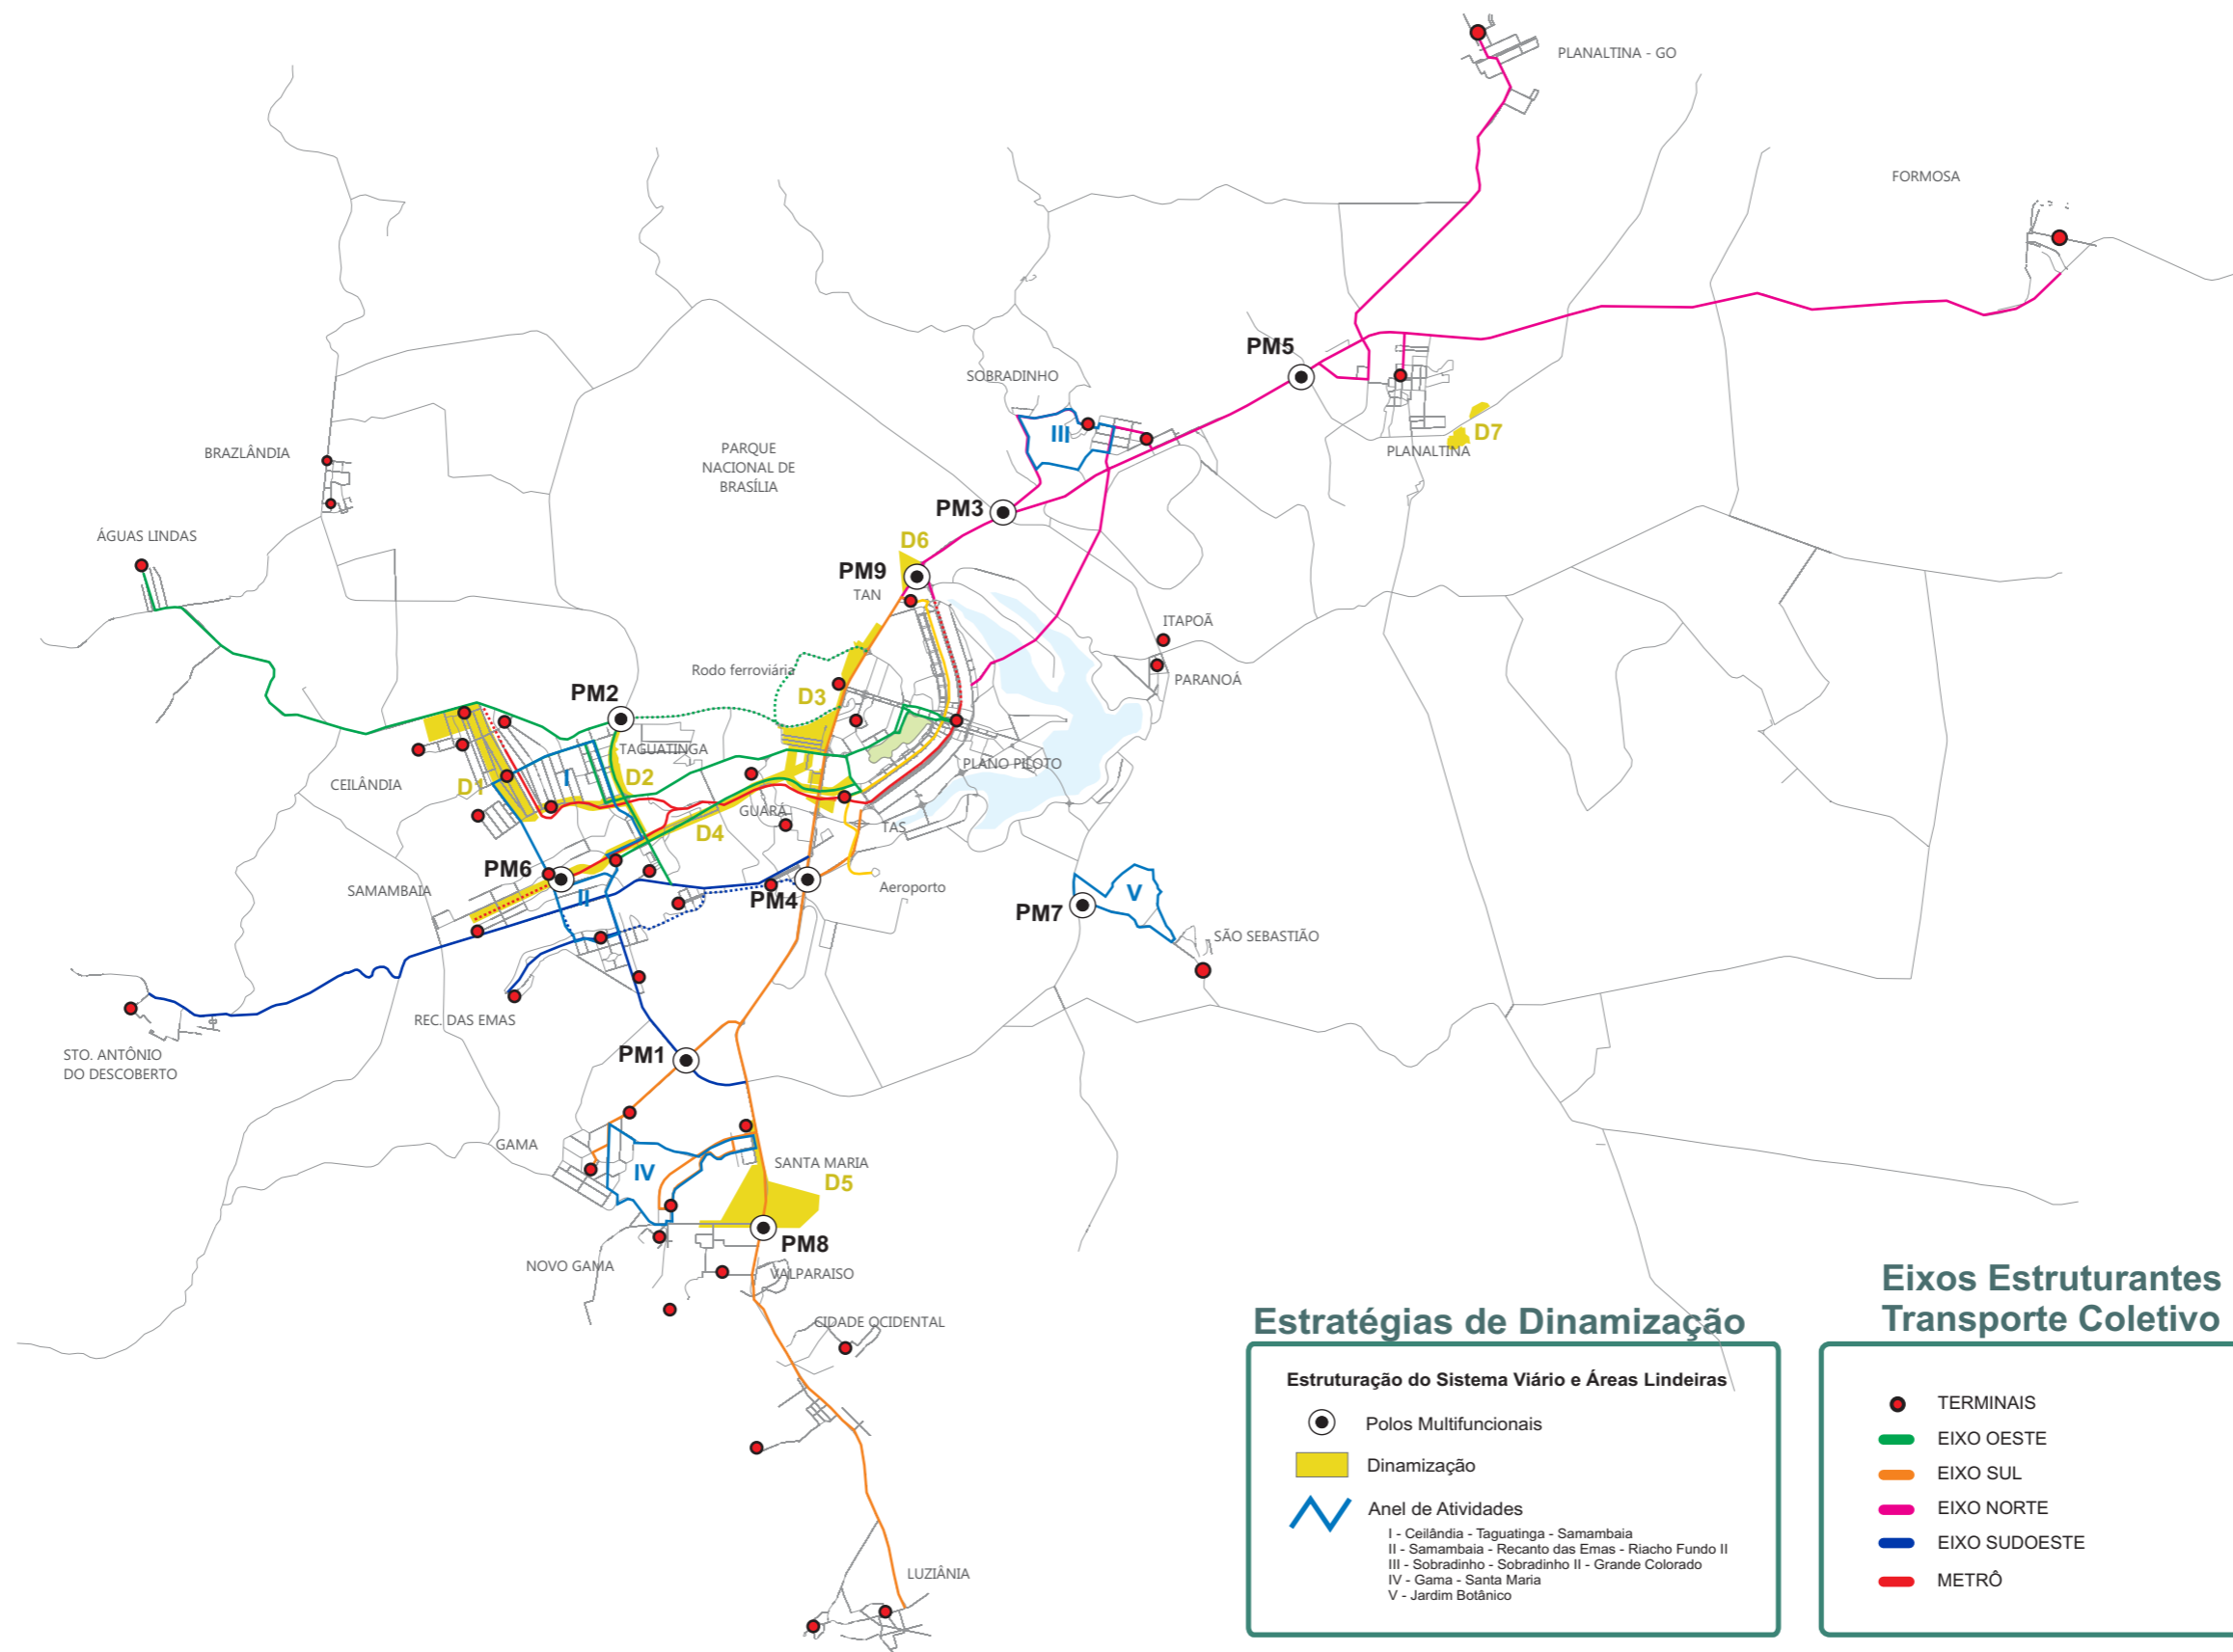 PLANALTINA - GO
FORMOSA
PM5
SOBRADINHO
III
D7
PLANALTINA
BRAZLÂNDIA
PARQUE
NACIONAL DE
BRASÍLIA
PM3
ÁGUAS LINDAS
D6
PM9
TAN
ITAPOÃ
PARANOÁ
Rodo ferroviária
PM2
D3
TAGUATINGA
PLANO PILOTO
CEILÂNDIA
D1
I
D2
GUARÁ
D4
TAS
PM6
SAMAMBAIA
II
PM4
Aeroporto
PM7
V
SÃO SEBASTIÃO
REC. DAS EMAS
STO. ANTÔNIO
DO DESCOBERTO
PM1
GAMA
IV
SANTA MARIA
D5
PM8
NOVO GAMA
VALPARAISO
CIDADE OCIDENTAL
LUZIÂNIA
Estratégias de Dinamização
Estruturação do Sistema Viário e Áreas Lindeiras
Polos Multifuncionais
Dinamização
Anel de Atividades
I - Ceilândia - Taguatinga - Samambaia
II - Samambaia - Recanto das Emas - Riacho Fundo II
III - Sobradinho - Sobradinho II - Grande Colorado
IV - Gama - Santa Maria
V - Jardim Botânico
Eixos Estruturantes
Transporte Coletivo
TERMINAIS
EIXO OESTE
EIXO SUL
EIXO NORTE
EIXO SUDOESTE
METRÔ